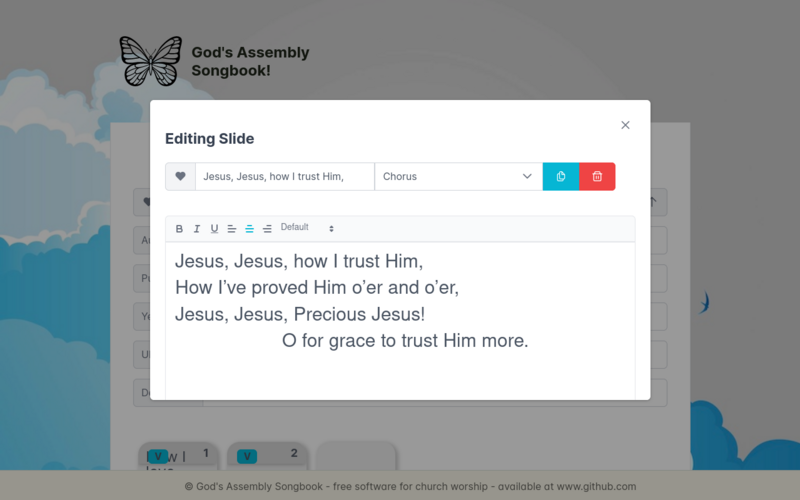 God's Assembly
Songbook!
Editing Slide
Jesus, Jesus, how I trust Him,
Chorus
B I U
Default
Jesus, Jesus, how I trust Him,
How I’ve proved Him o’er and o’er,
Jesus, Jesus, Precious Jesus!
O for grace to trust Him more.
V 1
V 2
© God's Assembly Songbook - free software for church worship - available at www.github.com